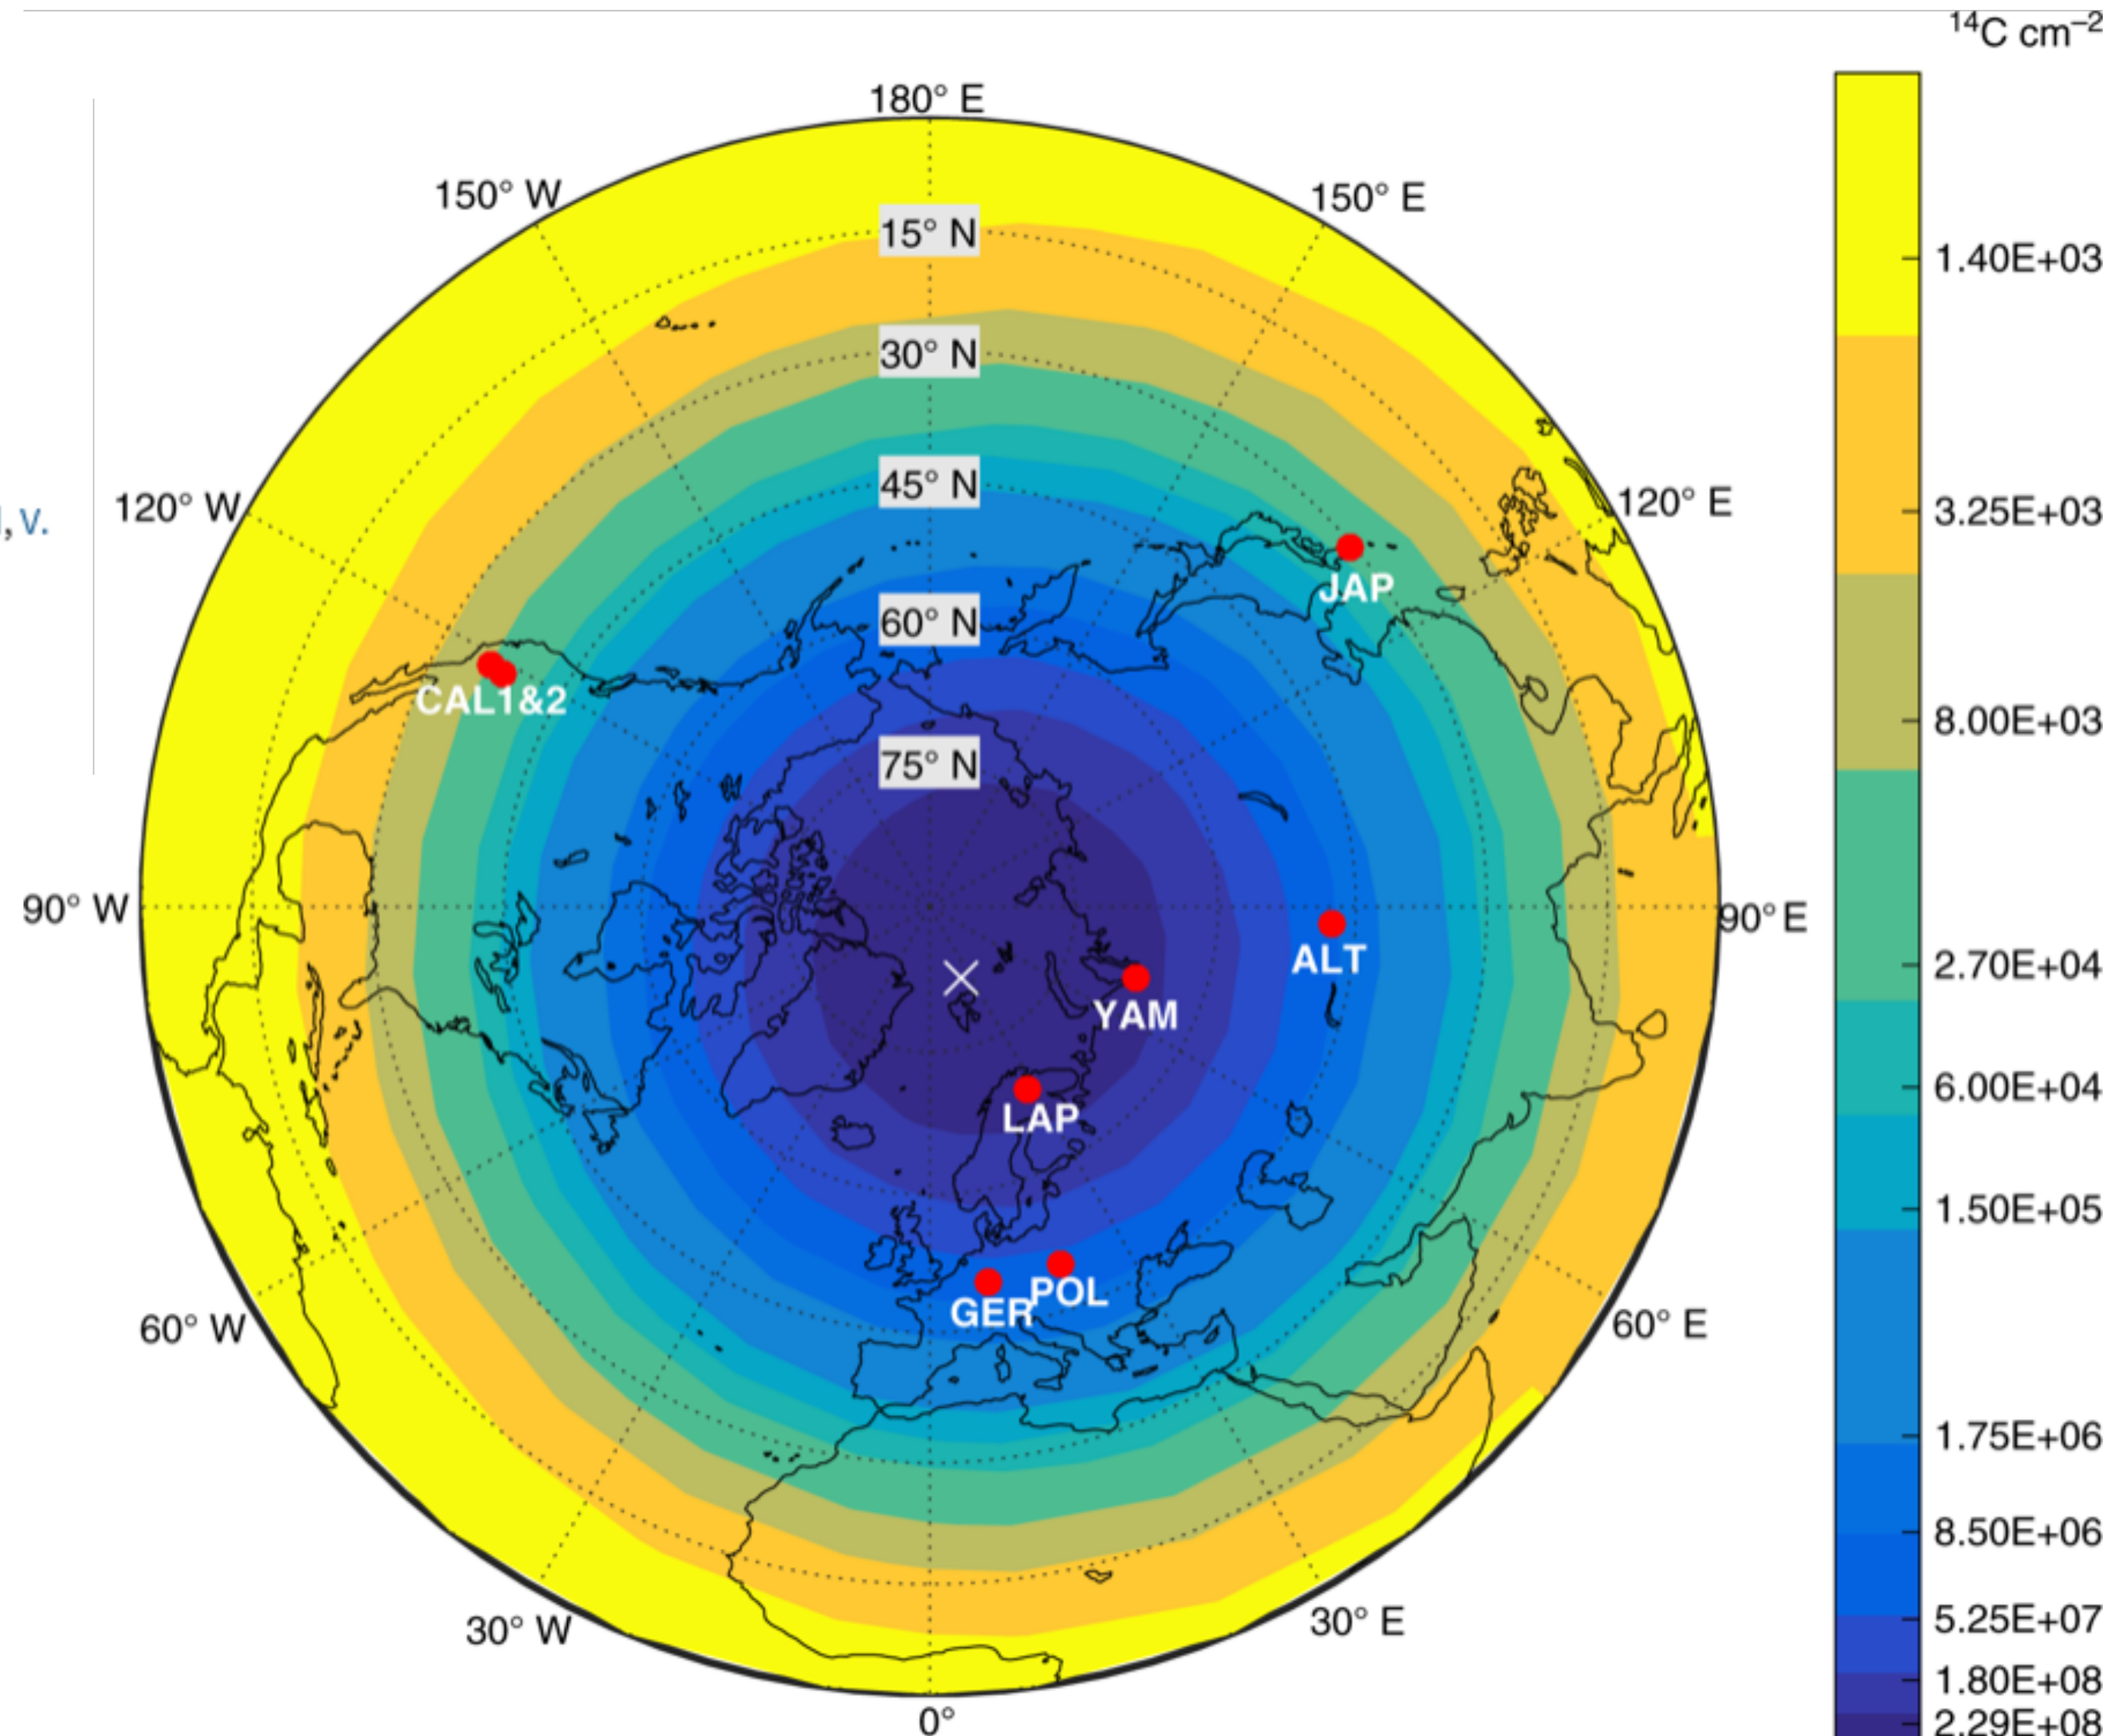 ¹⁴C cm⁻²
180° E
150° W
150° E
15° N
1.40E+03
30° N
45° N
120° W
120° E
3.25E+03
, v.
JAP
60° N
CAL1&2
8.00E+03
75° N
90° W
90° E
ALT
2.70E+04
YAM
6.00E+04
LAP
1.50E+05
POL
GER
60° W
60° E
1.75E+06
8.50E+06
30° W
30° E
5.25E+07
1.80E+08
0°
2.29E+08